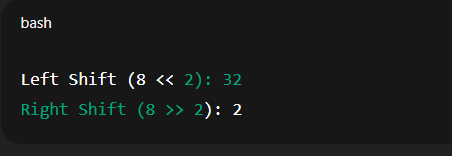 bash
Left Shift (8 << 2): 32
Right Shift (8 >> 2): 2